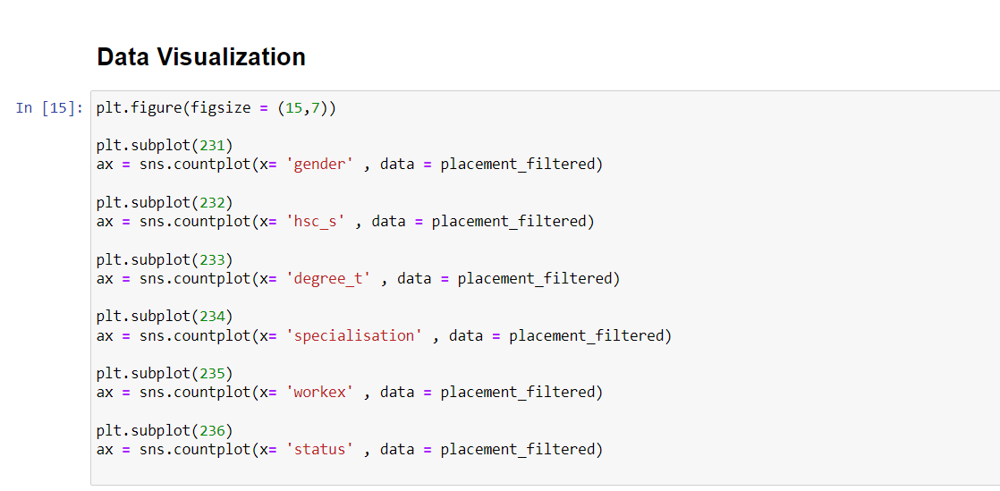 Data Visualization
In [15]: plt.figure(figsize = (15,7))
plt.subplot(231)
ax = sns.countplot(x= 'gender' , data = placement_filtered)
plt.subplot(232)
ax = sns.countplot(x= 'hsc_s' , data = placement_filtered)
plt.subplot(233)
ax = sns.countplot(x= 'degree_t' , data = placement_filtered)
plt.subplot(234)
ax = sns.countplot(x= 'specialisation' , data = placement_filtered)
plt.subplot(235)
ax = sns.countplot(x= 'workex' , data = placement_filtered)
plt.subplot(236)
ax = sns.countplot(x= 'status' , data = placement_filtered)